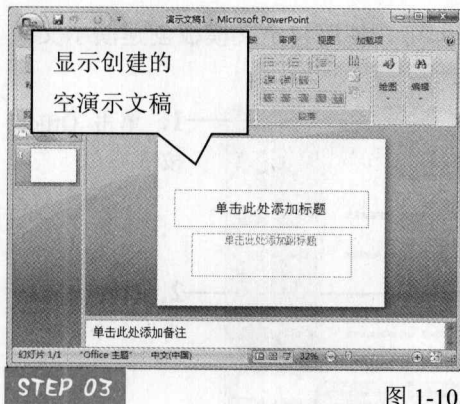 演示文稿1 - Microsoft PowerPoint
审阅 视图 加载项
显示创建的
空演示文稿
绘图 编辑
段落
单击此处添加标题
单击此处添加副标题
单击此处添加备注
幻灯片 1/1 "Office 主题" 中文(中国) 32%
STEP 03
图 1-10